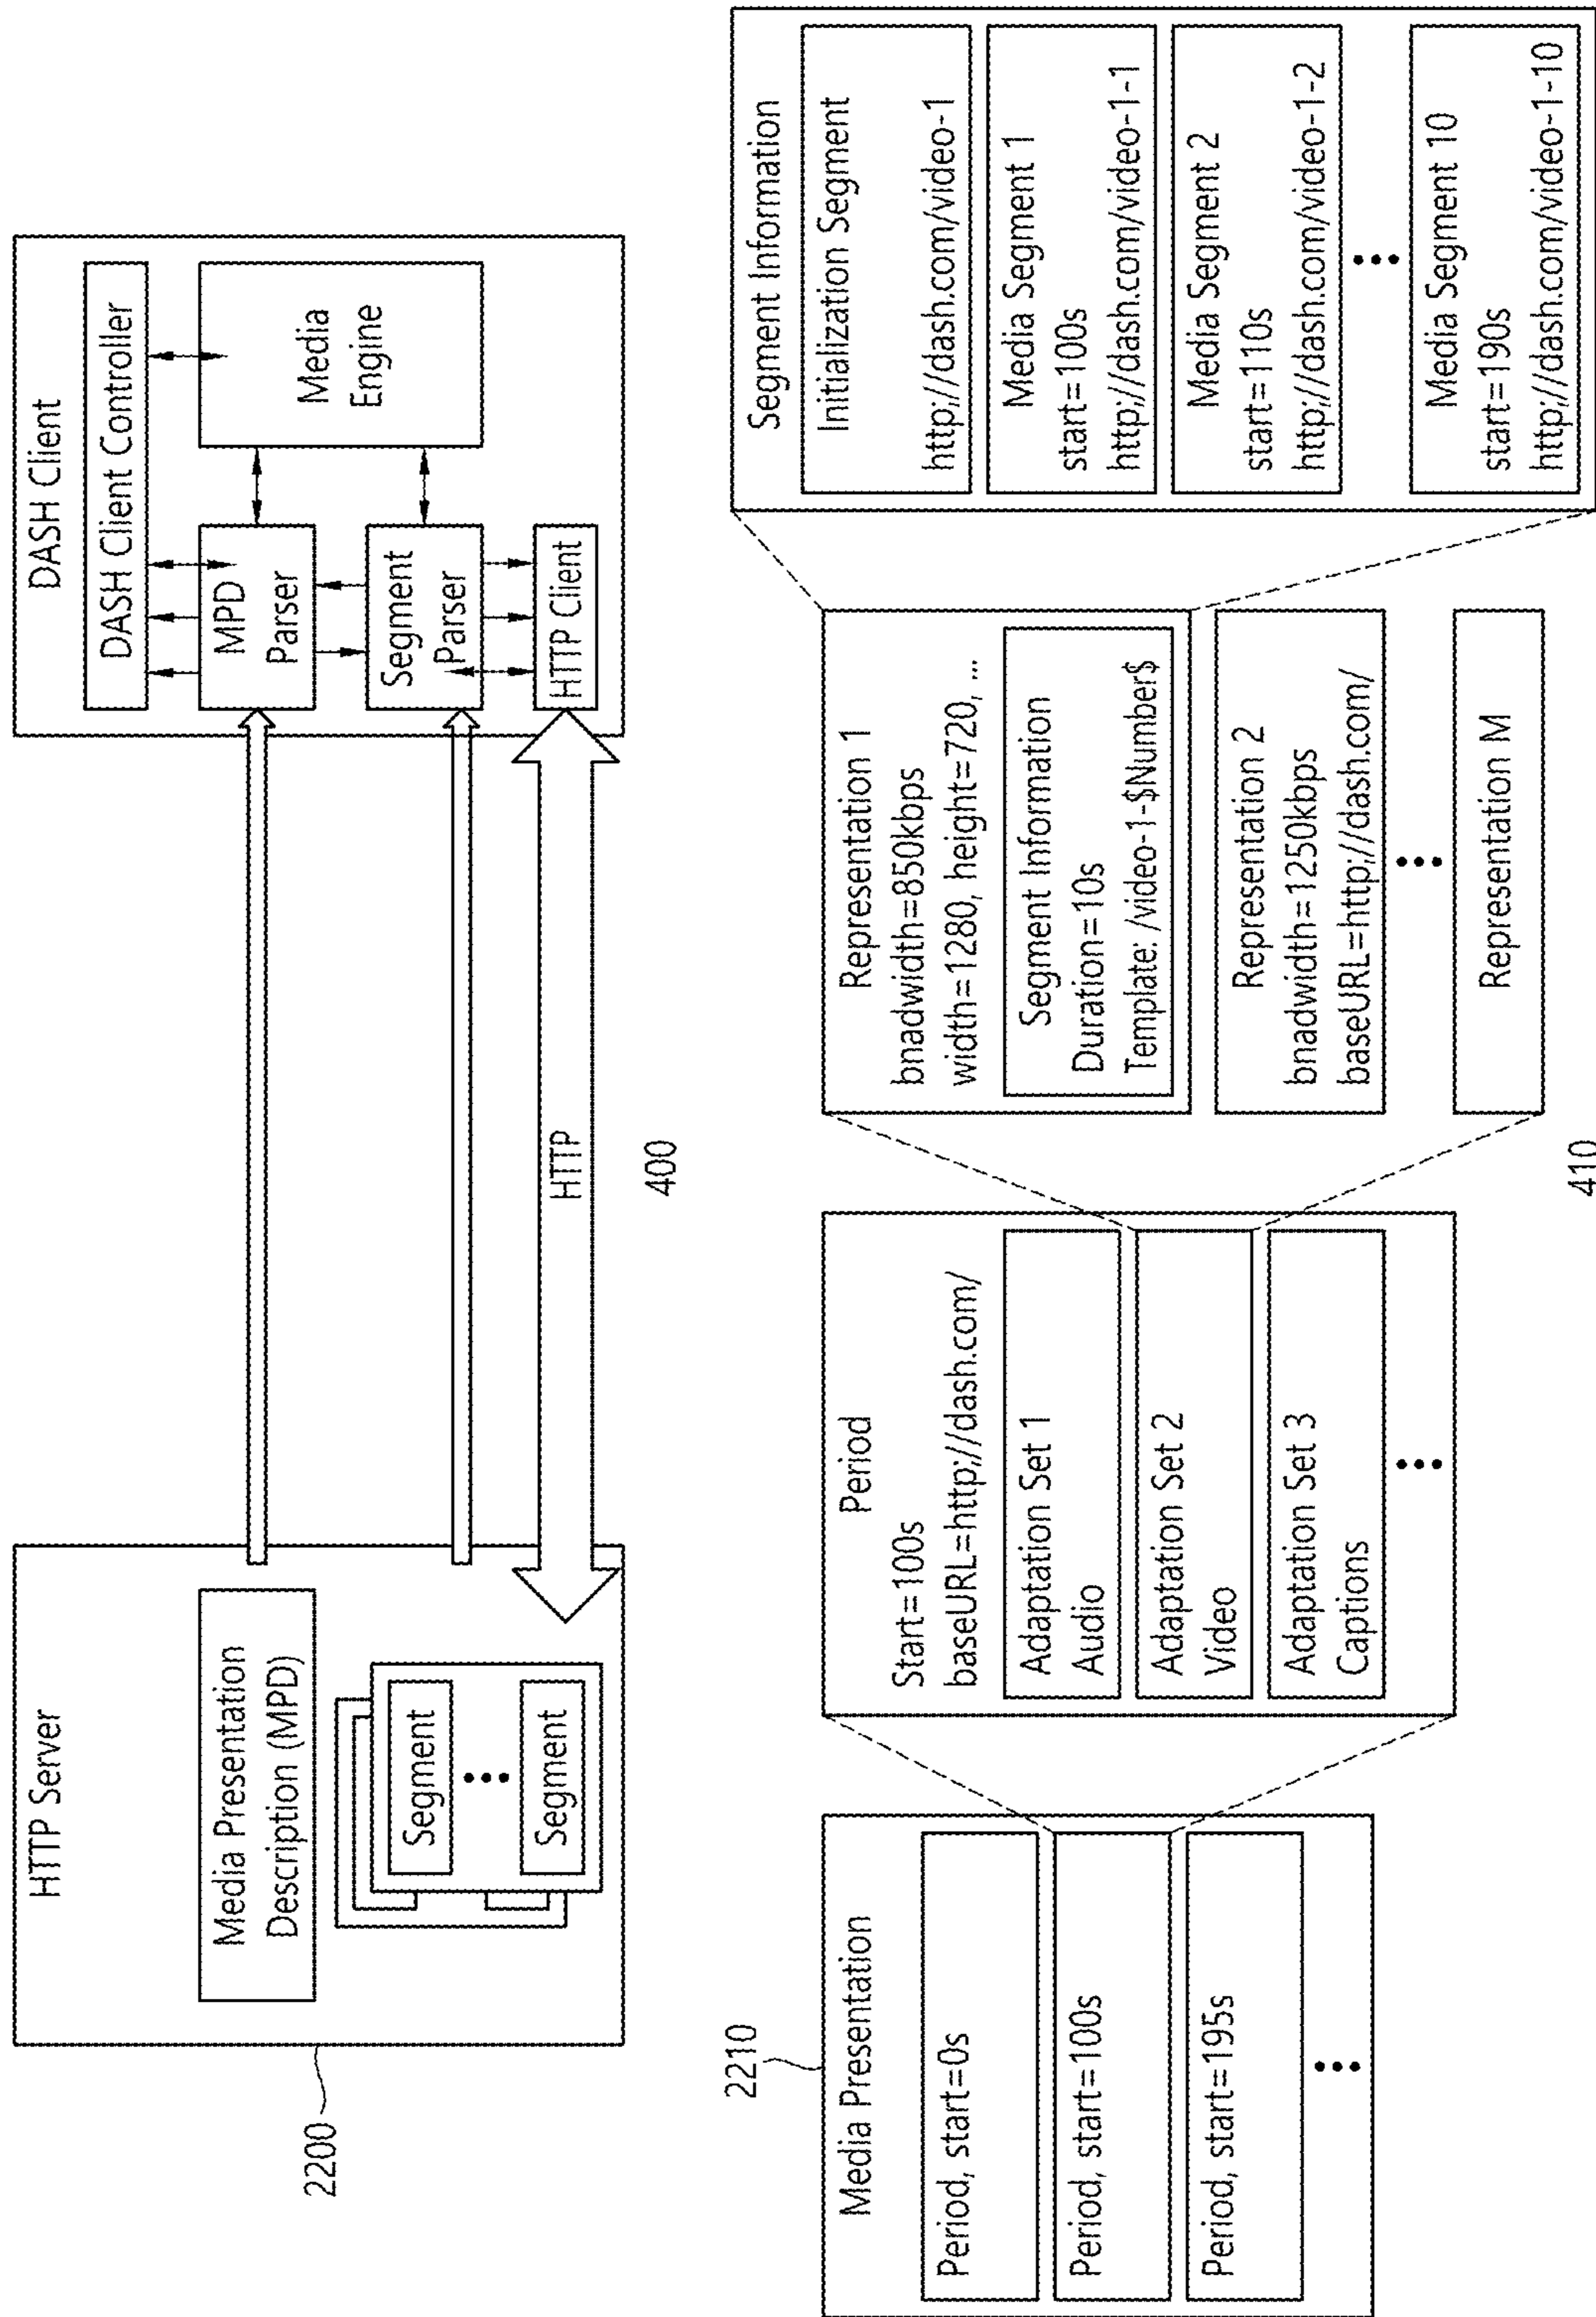 HTTP Server
Media Presentation
Description (MPD)
Segment
Segment
2200
HTTP
400
DASH Client
DASH Client Controller
MPD
Parser
Segment
Parser
HTTP Client
Media
Engine
2210
Media Presentation
Period, start=0s
Period, start=100s
Period, start=195s
Period
Start=100s
baseURL=http;//dash.com/
Adaptation Set 1
Audio
Adaptation Set 2
Video
Adaptation Set 3
Captions
410
Representation 1
bnadwidth=850kbps
width=1280, height=720, ...
Segment Information
Duration=10s
Template: /video-1-$Number$
Representation 2
bnadwidth=1250kbps
baseURL=http;//dash.com/
Representation M
Segment Information
Initialization Segment
http;//dash.com/video-1
Media Segment 1
start=100s
http;//dash.com/video-1-1
Media Segment 2
start=110s
http;//dash.com/video-1-2
Media Segment 10
start=190s
http;//dash.com/video-1-10